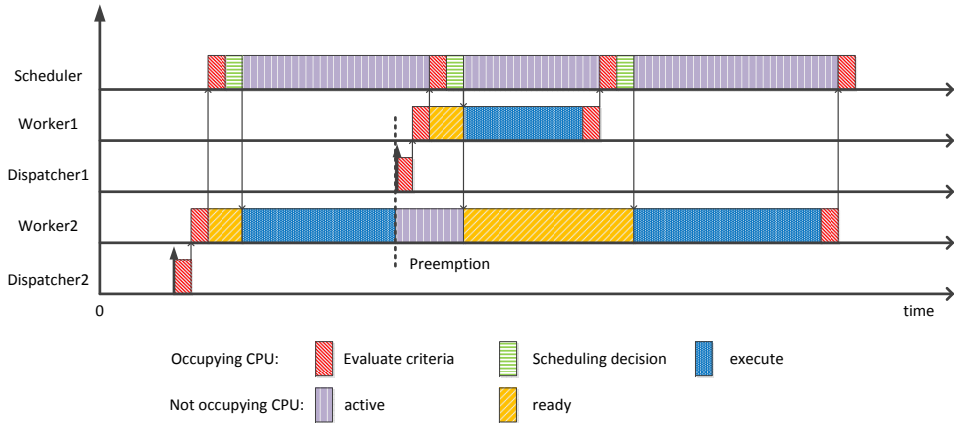 Scheduler
Worker1
Dispatcher1
Worker2
Preemption
Dispatcher2
0 time
Occupying CPU: Evaluate criteria Scheduling decision execute
Not occupying CPU: active ready